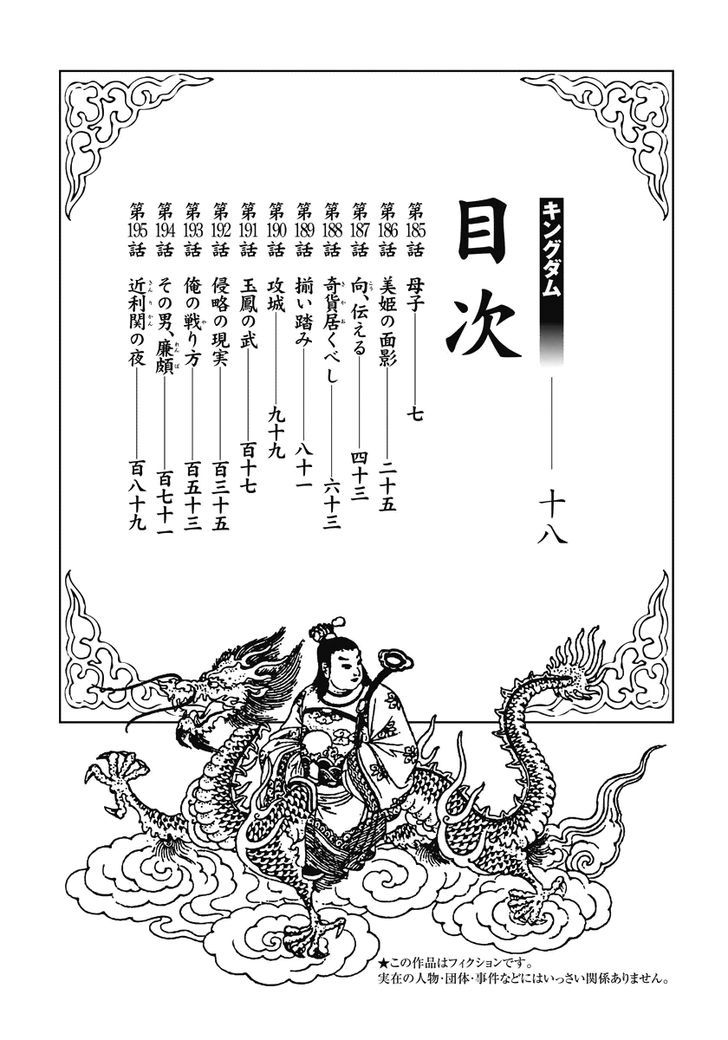 キングダム 十八
目次
第185話 母子 七
第186話 美姫の面影 二十五
第187話 向、伝える 四十三
第188話 奇貨居くべし 六十三
第189話 揃い踏み 八十一
第190話 攻城 九十九
第191話 玉鳳の武 百十七
第192話 侵略の現実 百三十五
第193話 俺の戦り方 百五十三
第194話 その男、廉頗 百七十一
第195話 近利関の夜 百八十九
★この作品はフィクションです。
実在の人物・団体・事件などにはいっさい関係ありません。